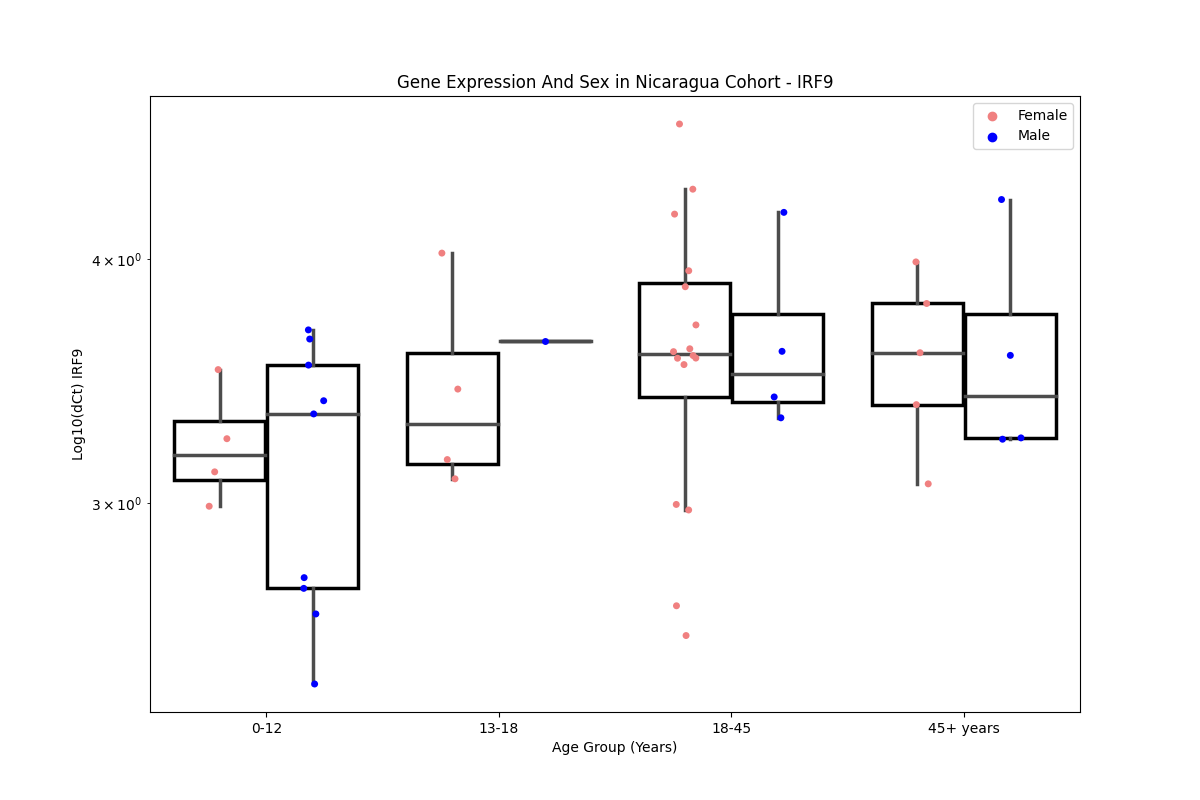 Gene Expression And Sex in Nicaragua Cohort - IRF9
Female
Male
4 × 10⁰
3 × 10⁰
Log10(dCt) IRF9
0-12
13-18
18-45
45+ years
Age Group (Years)